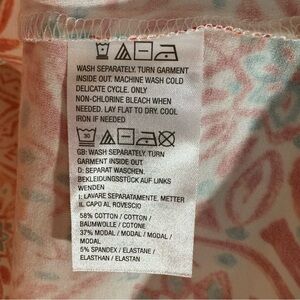 WASH SEPARATELY. TURN GARMENT
INSIDE OUT. MACHINE WASH COLD
DELICATE CYCLE. ONLY
NON-CHLORINE BLEACH WHEN
NEEDED. LAY FLAT TO DRY. COOL
IRON IF NEEDED
30
GB: WASH SEPARATELY. TURN
GARMENT INSIDE OUT
D: SEPARAT WASCHEN.
BEKLEIDUNGSSTÜCK AUF LINKS
WENDEN
I: LAVARE SEPARATAMENTE, METTER
IL CAPO AL ROVESCIO
58% COTTON / COTTON /
BAUMWOLLE / COTONE
37% MODAL / MODAL / MODAL /
MODAL
5% SPANDEX / ELASTANE /
ELASTHAN / ELASTAN